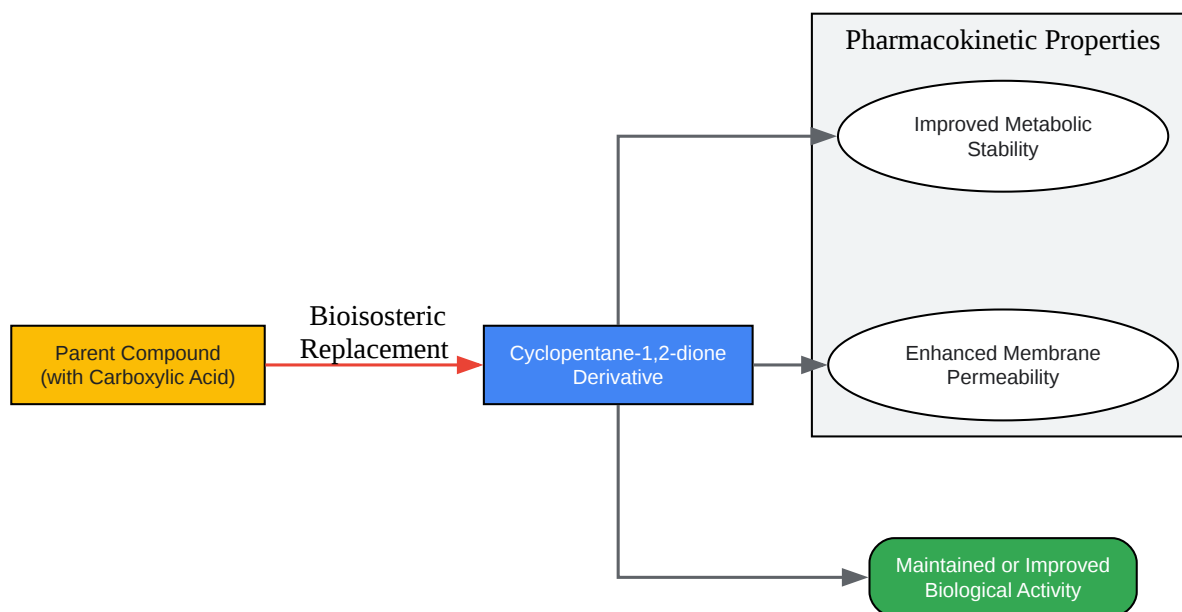 Pharmacokinetic Properties
Improved Metabolic
Stability
Bioisosteric
Replacement
Parent Compound
(with Carboxylic Acid)
Cyclopentane-1,2-dione
Derivative
Enhanced Membrane
Permeability
Maintained or Improved
Biological Activity